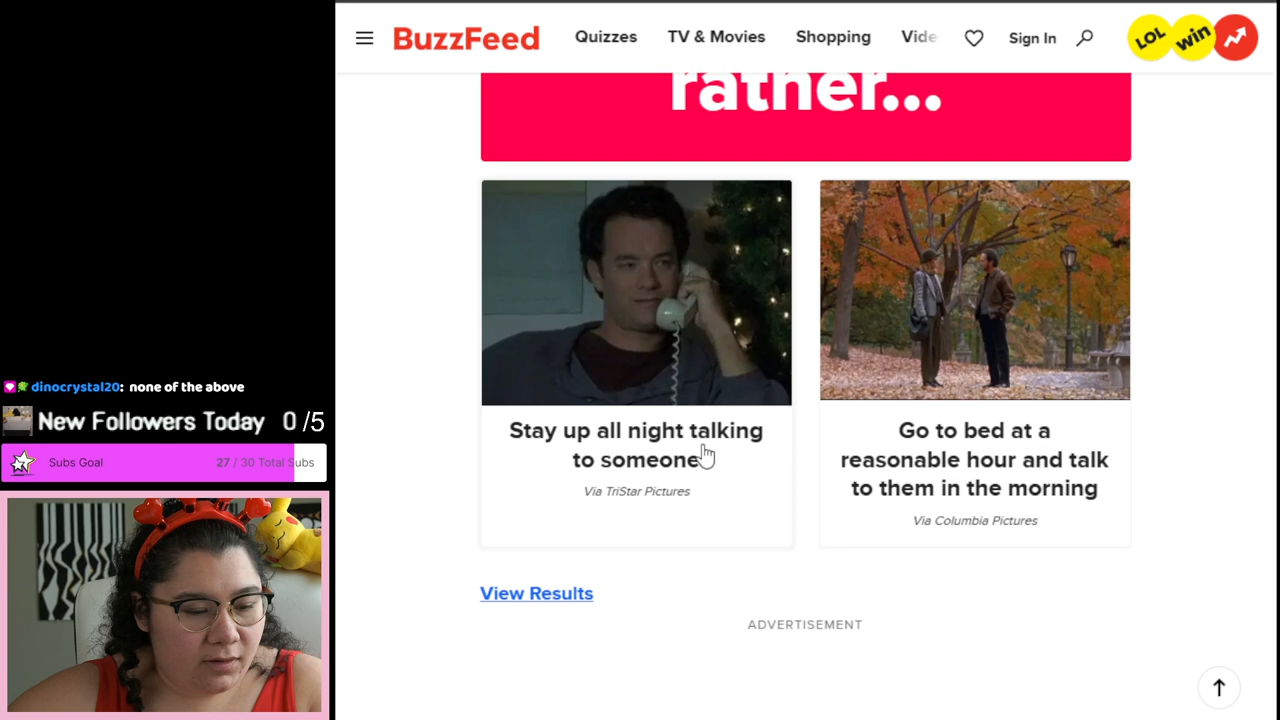 BuzzFeed
Quizzes
TV & Movies
Shopping
Vide
Sign In
LOL
win
rather...
Stay up all night talking
to someone
Via TriStar Pictures
Go to bed at a
reasonable hour and talk
to them in the morning
Via Columbia Pictures
View Results
ADVERTISEMENT
dinocrystal20: none of the above
New Followers Today 0 /5
Subs Goal 27 / 30 Total Subs